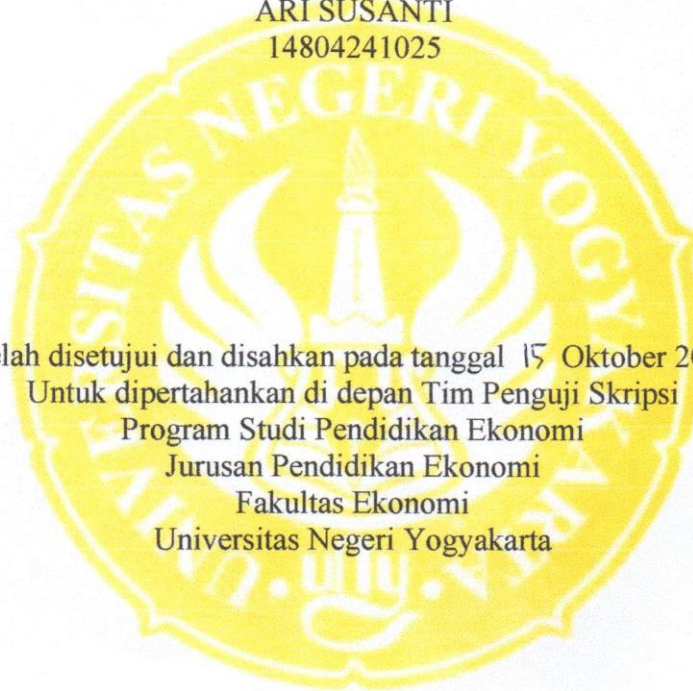 ARI SUSANTI
14804241025
UNIVERSITAS NEGERI YOGYAKARTA
elah disetujui dan disahkan pada tanggal 15 Oktober 20
Untuk dipertahankan di depan Tim Penguji Skripsi
Program Studi Pendidikan Ekonomi
Jurusan Pendidikan Ekonomi
Fakultas Ekonomi
Universitas Negeri Yogyakarta
uny